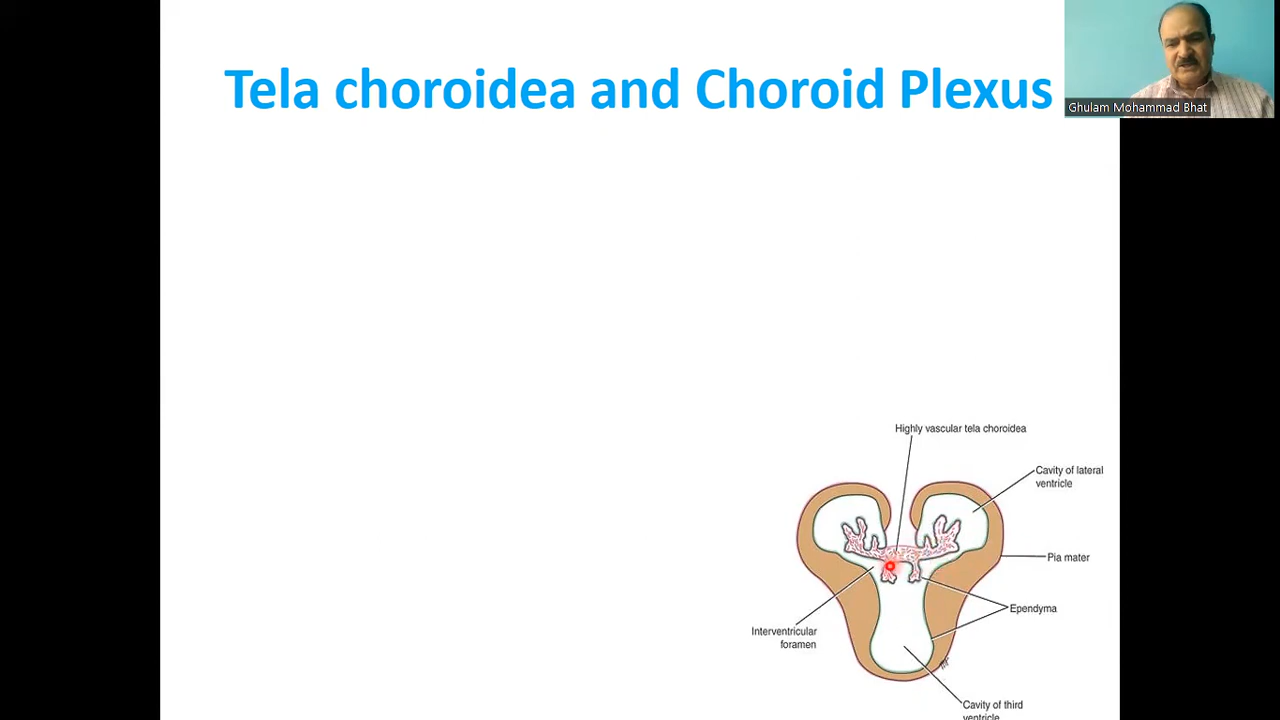 Tela choroidea and Choroid Plexus
Ghulam Mohammad Bhat
Highly vascular tela choroidea
Cavity of lateral
ventricle
Pia mater
Ependyma
Interventricular
foramen
Cavity of third
ventricle